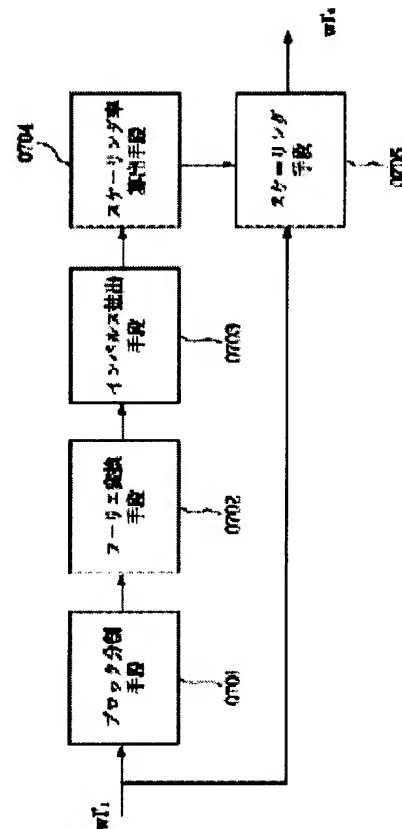 wI'₁
ブロック分割
手段
0701
フーリエ変換
手段
0702
インパルス抽出
手段
0703
スケーリング率
算出手段
0704
スケーリング
手段
0705